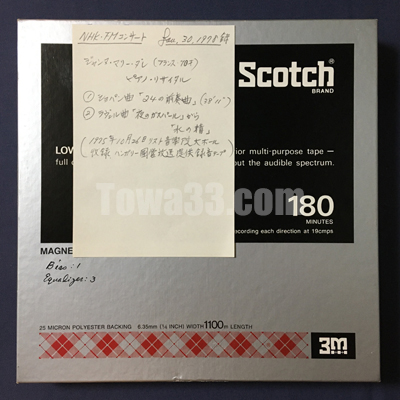 NHK・FMコンサート Jan. 30, 1978 録
ジャンヌ・マリー・ダレ (フランス 70才)
ピアノ・リサイタル
① ショパン曲 「24の前奏曲」
② ラヴェル曲 「夜のガスパール」から
「水の精」
(1975年10月26日リスト音楽院大ホール
収録 ハンガリー国営放送提供録音テープ)
Scotch®
BRAND
LOW
ior multi-purpose tape —
full
out the audible spectrum.
Towa33.com
180
MINUTES
recording each direction at 19cmps
MAGNE
Bias: 1
Equalizer: 3
25 MICRON POLYESTER BACKING 6.35mm (¼ INCH) WIDTH 1100m LENGTH
3M